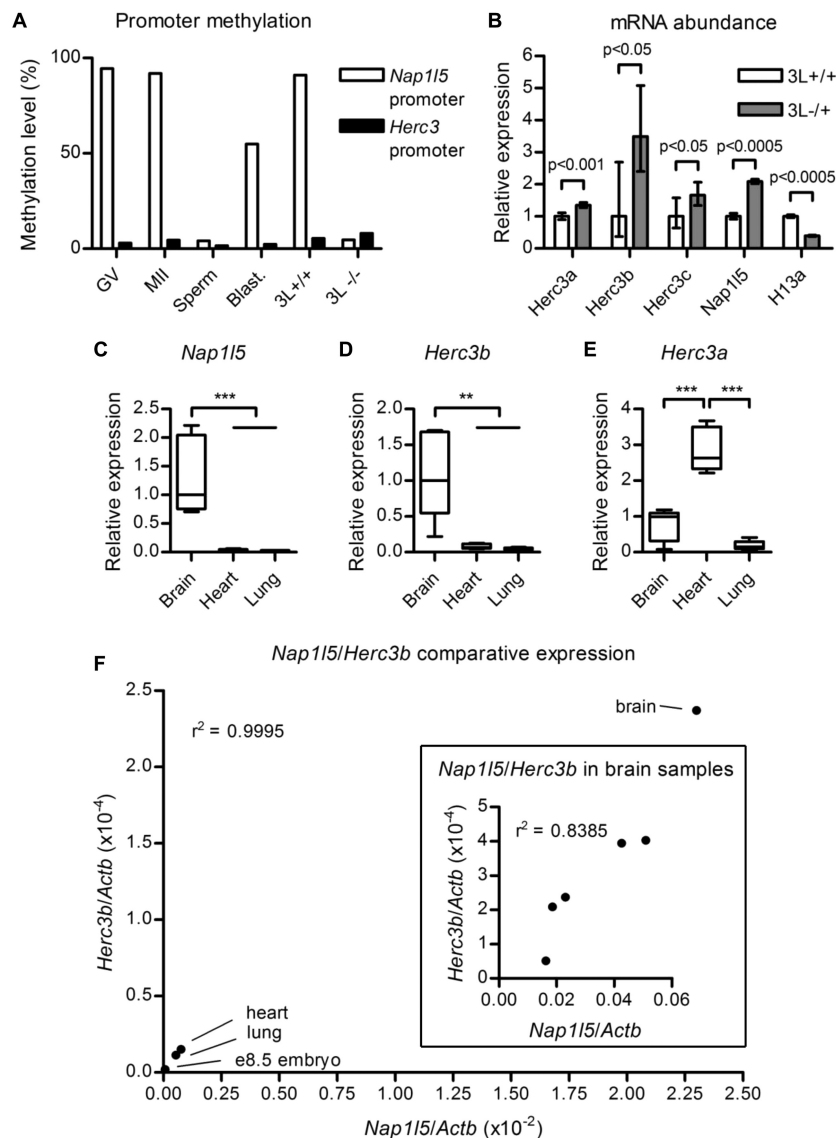 A Promoter methylation
Methylation level (%)
100
50
0
GV
MII
Sperm
Blast.
3L+/+
3L -/-
Nap1l5
promoter
Herc3
promoter
B mRNA abundance
Relative expression
6
5
4
3
2
1
0
p<0.001
p<0.05
p<0.05
p<0.0005
p<0.0005
3L+/+
3L-/+
Herc3a
Herc3b
Herc3c
Nap1l5
H13a
C Nap1l5
Relative expression
2.5
2.0
1.5
1.0
0.5
0.0
***
Brain
Heart
Lung
D Herc3b
Relative expression
2.0
1.5
1.0
0.5
0.0
**
Brain
Heart
Lung
E Herc3a
Relative expression
4
3
2
1
0
*** ***
Brain
Heart
Lung
F Nap1l5/Herc3b comparative expression
Herc3b/Actb (x10-4)
2.5
2.0
1.5
1.0
0.5
0.0
r2 = 0.9995
brain
heart
lung
e8.5 embryo
0.00 0.25 0.50 0.75 1.00 1.25 1.50 1.75 2.00 2.25 2.50
Nap1l5/Actb (x10-2)
Nap1l5/Herc3b in brain samples
Herc3b/Actb (x10-4)
5
4
3
2
1
0
r2 = 0.8385
0.00 0.02 0.04 0.06
Nap1l5/Actb